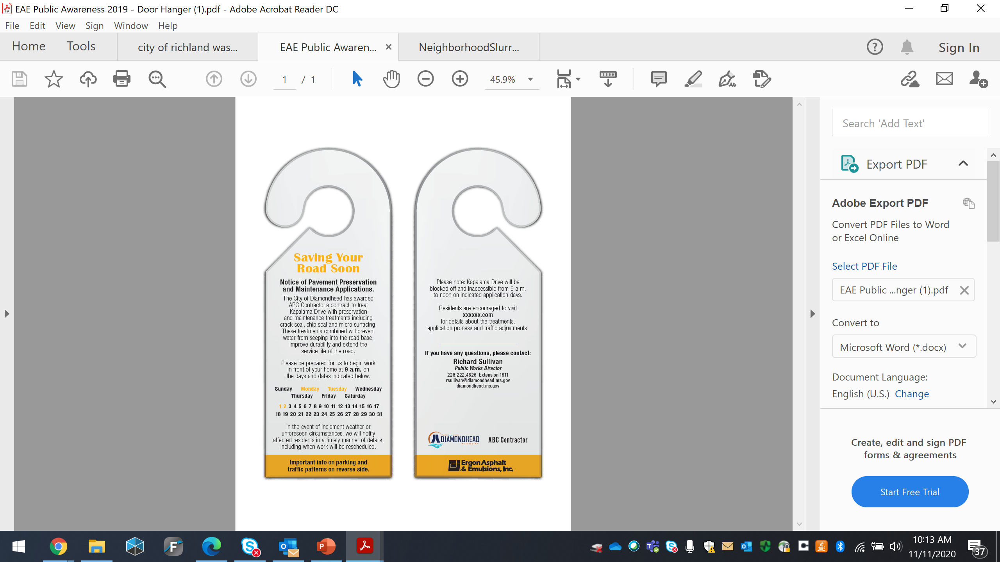 EAE Public Awareness 2019 - Door Hanger (1).pdf - Adobe Acrobat Reader DC
File Edit View Sign Window Help
Home Tools city of richland was... EAE Public Awaren... NeighborhoodSlurr... Sign In
1 / 1 45.9%
Search 'Add Text'
Export PDF
Adobe Export PDF
Convert PDF Files to Word
or Excel Online
Select PDF File
EAE Public ...nger (1).pdf
Convert to
Microsoft Word (*.docx)
Document Language:
English (U.S.) Change
Create, edit and sign PDF
forms & agreements
Start Free Trial
Saving Your
Road Soon
Notice of Pavement Preservation
and Maintenance Applications.
The City of Diamondhead has awarded
ABC Contractor a contract to treat
Kapalama Drive with preservation
and maintenance treatments including
crack seal, chip seal and micro surfacing.
These treatments combined will prevent
water from seeping into the road base,
improve durability and extend the
service life of the road.
Please be prepared for us to begin work
in front of your home at 9 a.m. on
the days and dates indicated below.
Sunday Monday Tuesday Wednesday
Thursday Friday Saturday
1 2 3 4 5 6 7 8 9 10 11 12 13 14 15 16 17
18 19 20 21 22 23 24 25 26 27 28 29 30 31
In the event of inclement weather or
unforeseen circumstances, we will notify
affected residents in a timely manner of details,
including when work will be rescheduled.
Important info on parking and
traffic patterns on reverse side.
Please note: Kapalama Drive will be
blocked off and inaccessible from 9 a.m.
to noon on indicated application days.
Residents are encouraged to visit
xxxxxx.com
for details about the treatments,
application process and traffic adjustments.
If you have any questions, please contact:
Richard Sullivan
Public Works Director
228.222.4626 Extension 1811
rsullivan@diamondhead.ms.gov
diamondhead.ms.gov
DIAMONDHEAD
MISSISSIPPI
ABC Contractor
Ergon Asphalt
& Emulsions, Inc.
10:13 AM
11/11/2020
37